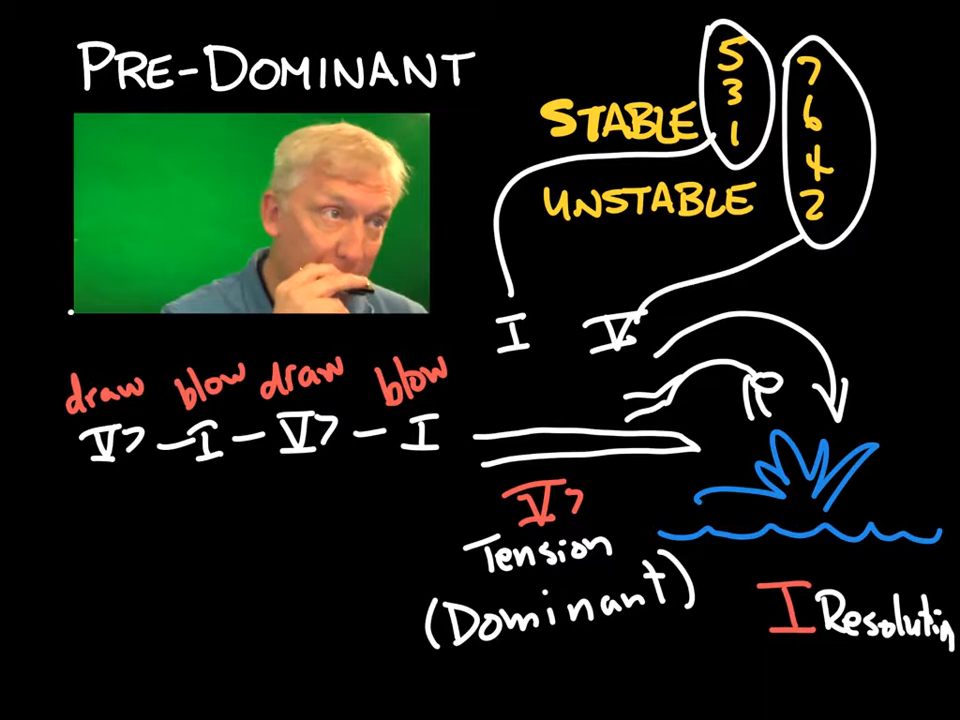 PRE-DOMINANT
5
3
1
7
6
4
2
STABLE
UNSTABLE
I V
draw blow draw blow
V7 – I – V7 – I
V7
Tension
(Dominant)
I Resolutin